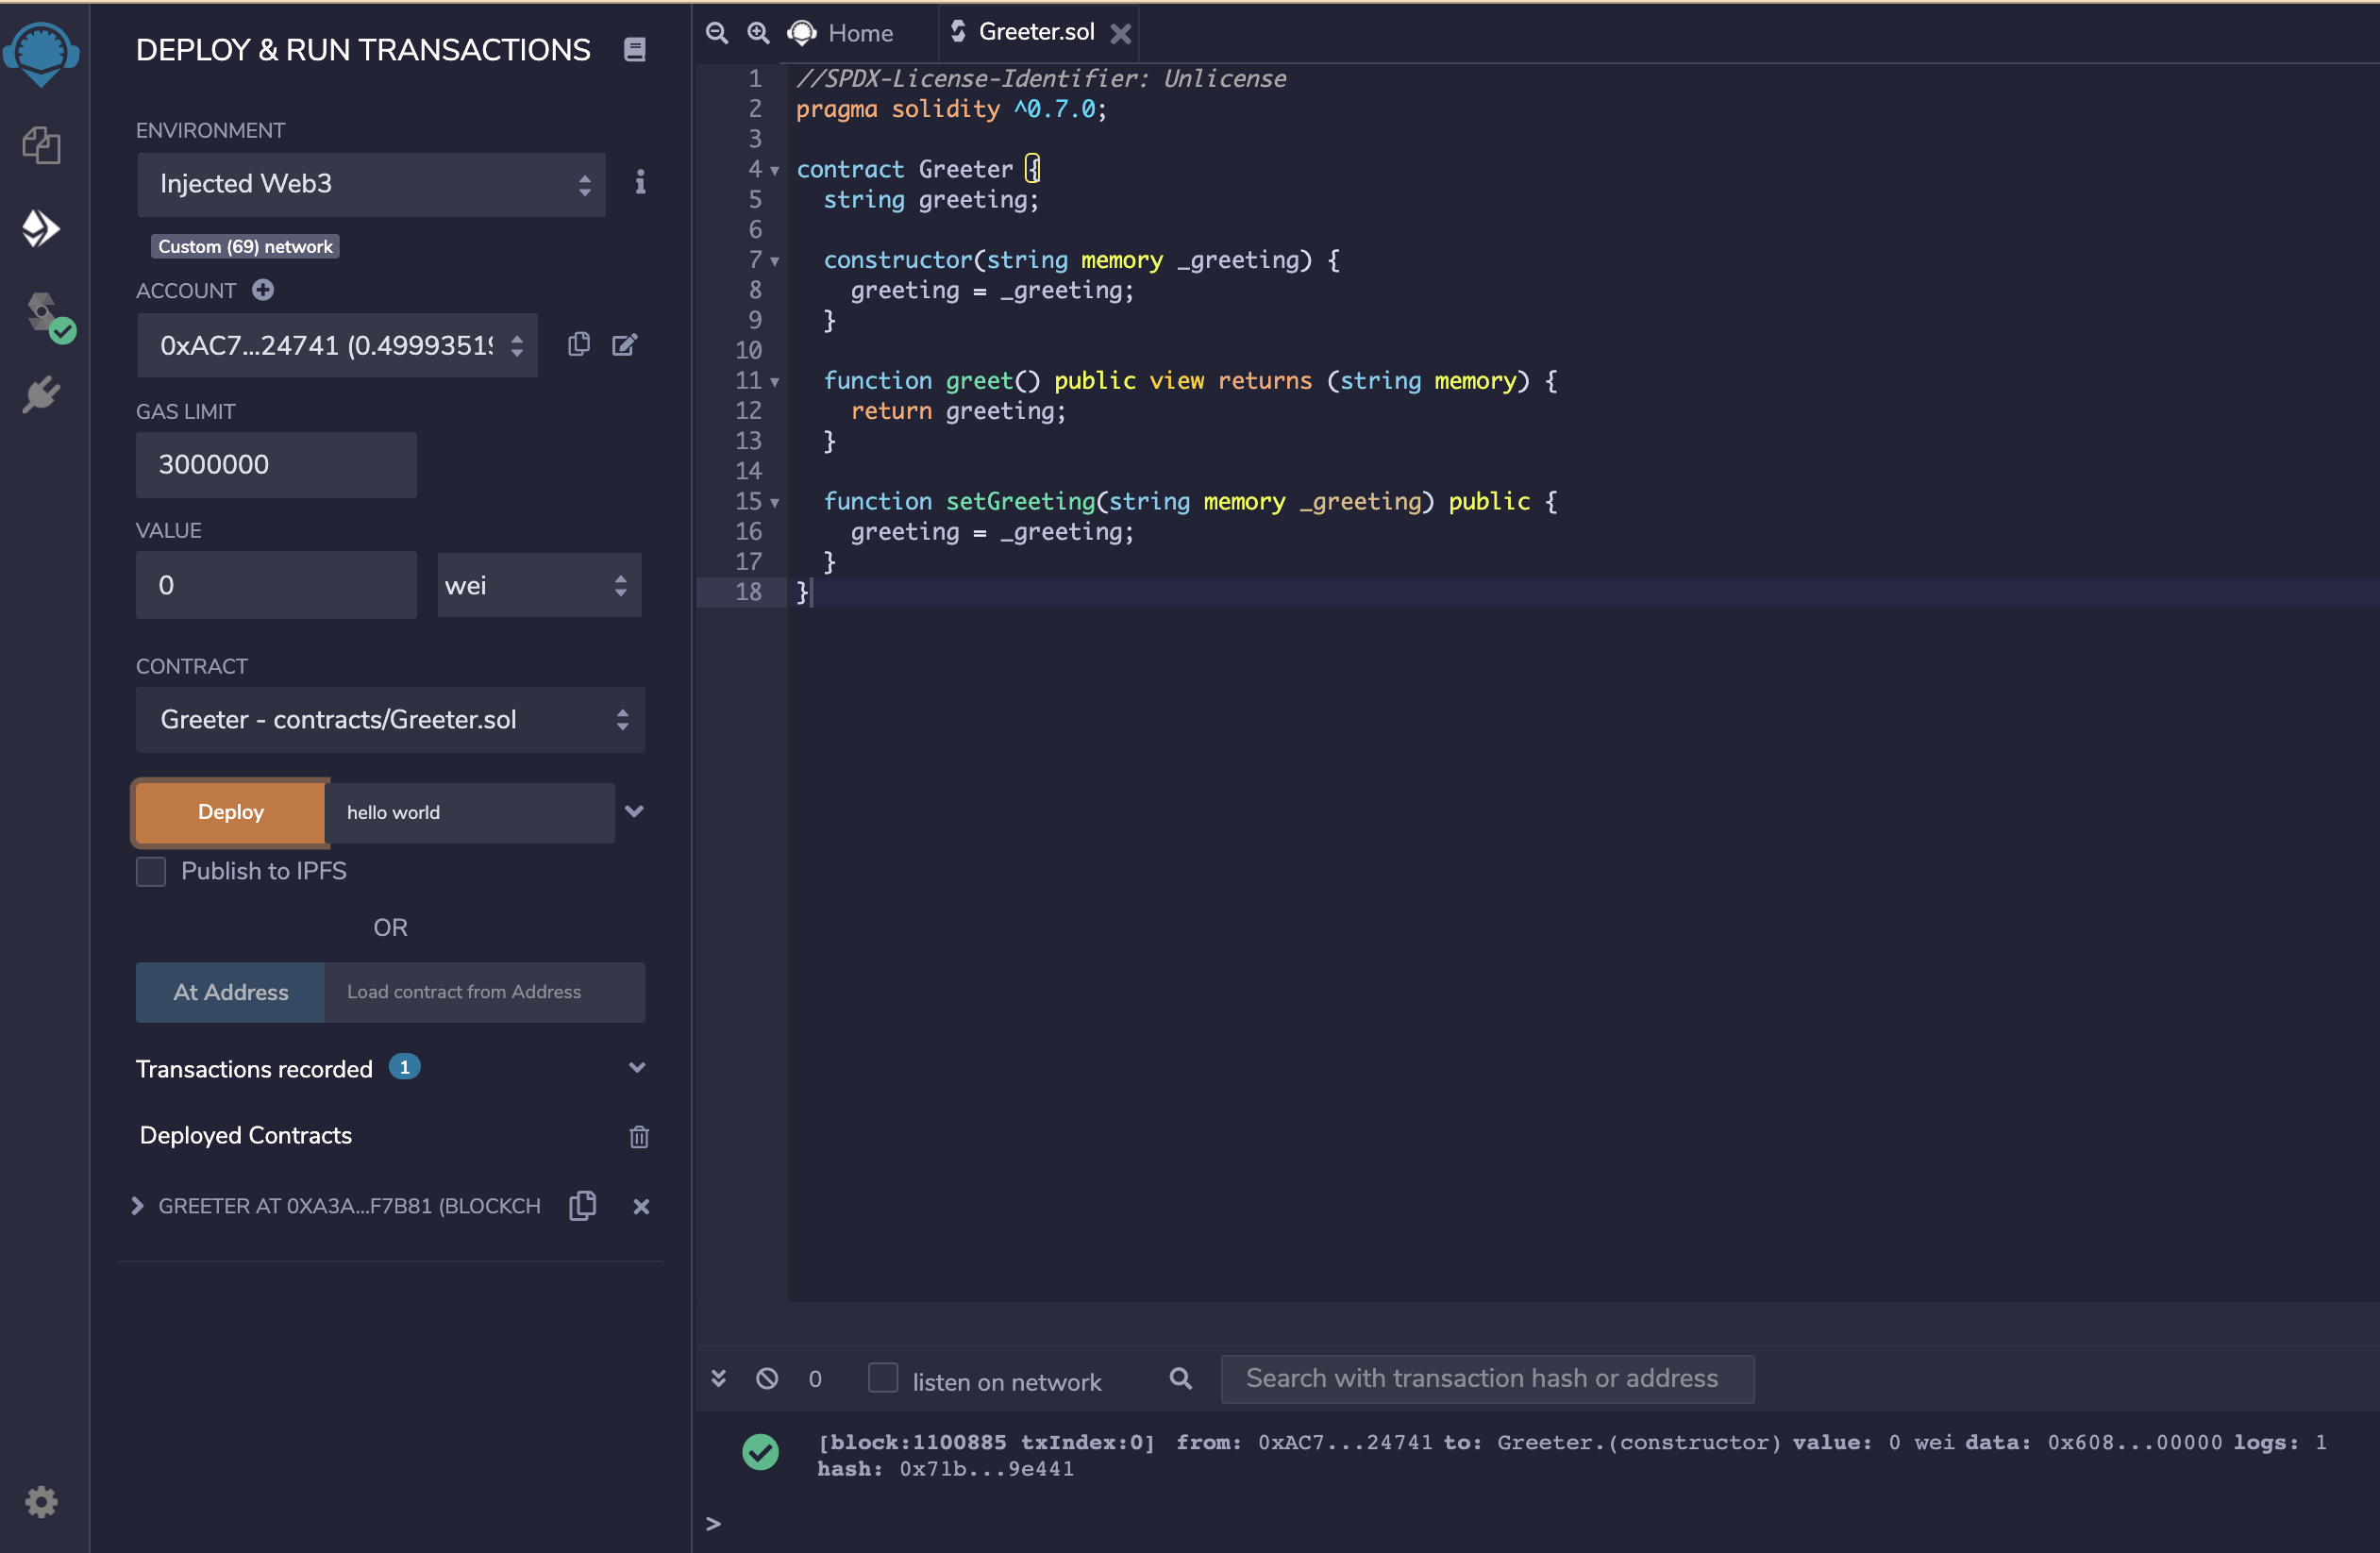 DEPLOY & RUN TRANSACTIONS
ENVIRONMENT
Injected Web3
Custom (69) network
ACCOUNT
0xAC7...24741 (0.4999351
GAS LIMIT
3000000
VALUE
0
wei
CONTRACT
Greeter - contracts/Greeter.sol
Deploy
hello world
Publish to IPFS
OR
At Address
Load contract from Address
Transactions recorded 1
Deployed Contracts
GREETER AT 0XA3A...F7B81 (BLOCKCH
Home
Greeter.sol
1 //SPDX-License-Identifier: Unlicense
2 pragma solidity ^0.7.0;
3
4 contract Greeter {
5 string greeting;
6
7 constructor(string memory _greeting) {
8 greeting = _greeting;
9 }
10
11 function greet() public view returns (string memory) {
12 return greeting;
13 }
14
15 function setGreeting(string memory _greeting) public {
16 greeting = _greeting;
17 }
18 }
0
listen on network
Search with transaction hash or address
[block:1100885 txIndex:0] from: 0xAC7...24741 to: Greeter.(constructor) value: 0 wei data: 0x608...00000 logs: 1
hash: 0x71b...9e441
>